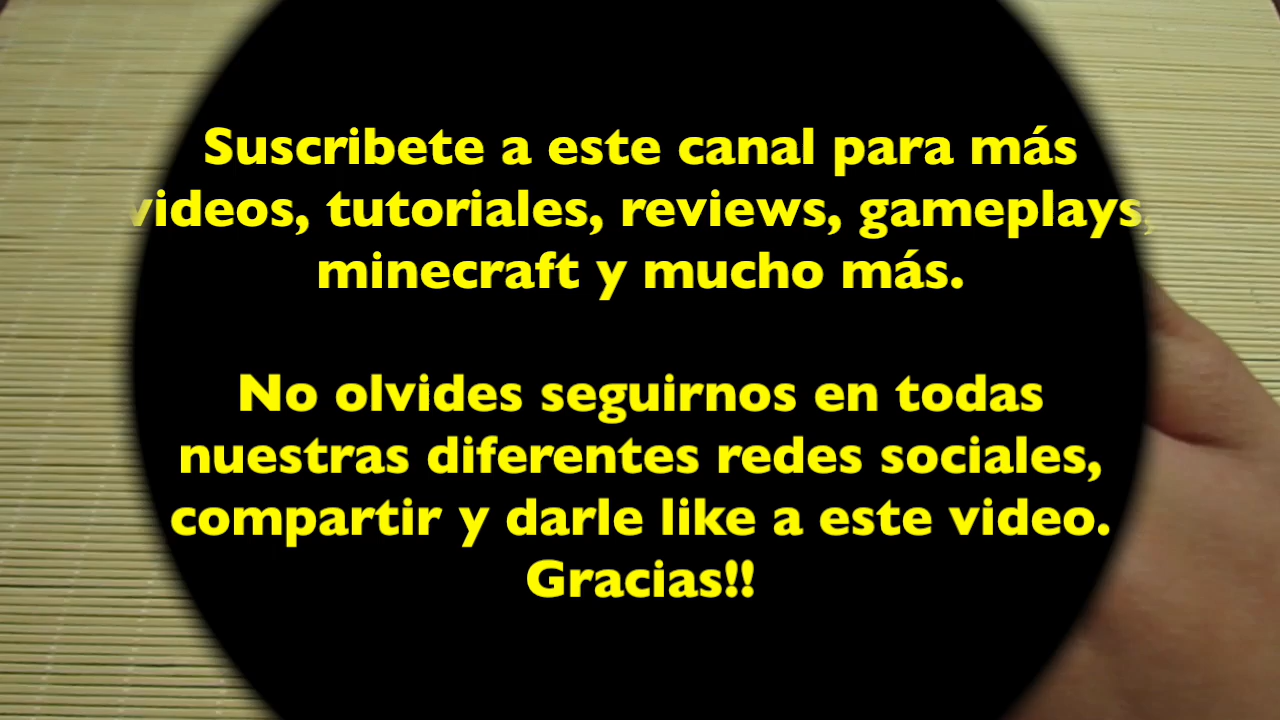 Suscribete a este canal para más
videos, tutoriales, reviews, gameplays,
minecraft y mucho más.
No olvides seguirnos en todas
nuestras diferentes redes sociales,
compartir y darle like a este video.
Gracias!!